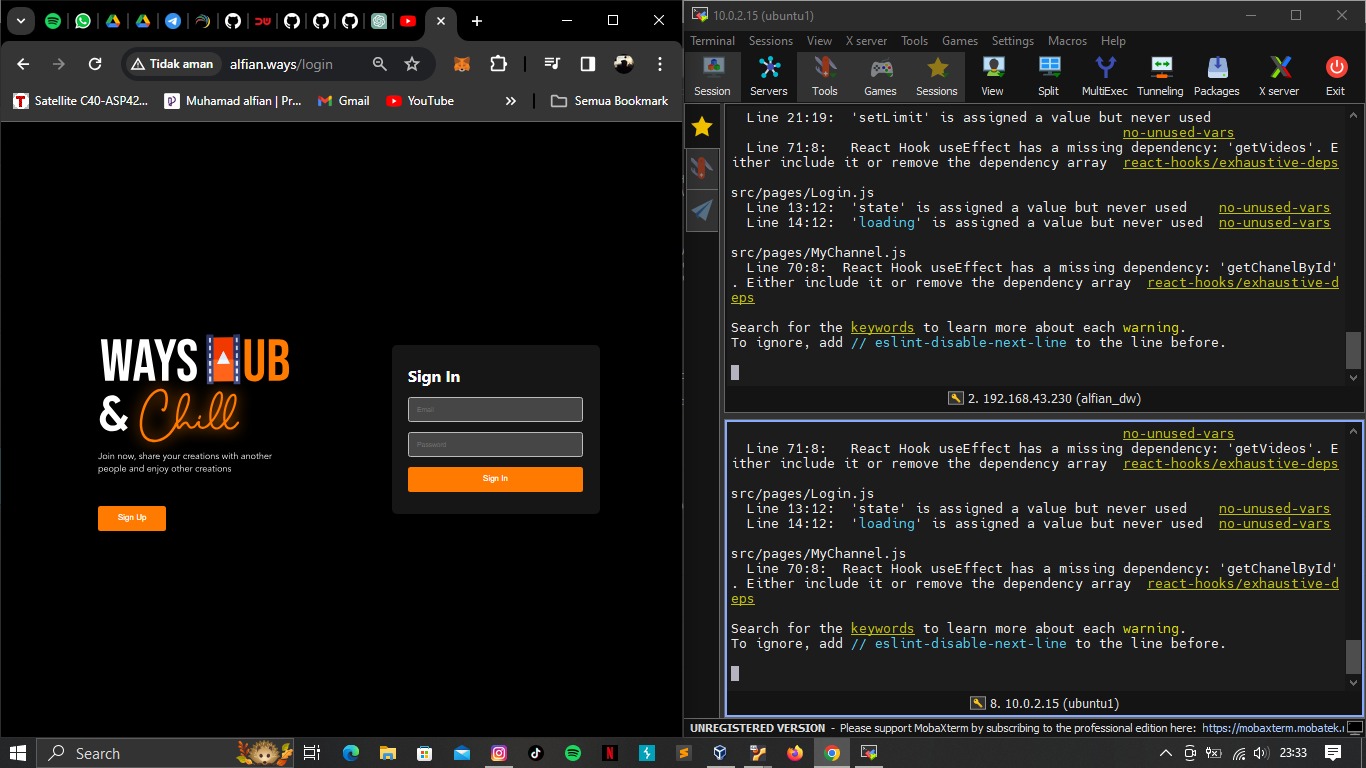 Tidak aman
alfian.ways/login
Satellite C40-ASP42...
Muhamad alfian | Pr...
Gmail
YouTube
»
Semua Bookmark
WAYS HUB
& Chill
Join now, share your creations with another
people and enjoy other creations
Sign Up
Sign In
Email
Password
Sign In
10.0.2.15 (ubuntu1)
Terminal Sessions View X server Tools Games Settings Macros Help
Session Servers Tools Games Sessions View Split MultiExec Tunneling Packages X server Exit
Line 21:19:  'setLimit' is assigned a value but never used
no-unused-vars
Line 71:8:   React Hook useEffect has a missing dependency: 'getVideos'. E
ither include it or remove the dependency array  react-hooks/exhaustive-deps
src/pages/Login.js
Line 13:12:  'state' is assigned a value but never used    no-unused-vars
Line 14:12:  'loading' is assigned a value but never used  no-unused-vars
src/pages/MyChannel.js
Line 70:8:  React Hook useEffect has a missing dependency: 'getChanelById'
. Either include it or remove the dependency array  react-hooks/exhaustive-d
eps
Search for the keywords to learn more about each warning.
To ignore, add // eslint-disable-next-line to the line before.
2. 192.168.43.230 (alfian_dw)
no-unused-vars
Line 71:8:   React Hook useEffect has a missing dependency: 'getVideos'. E
ither include it or remove the dependency array  react-hooks/exhaustive-deps
src/pages/Login.js
Line 13:12:  'state' is assigned a value but never used    no-unused-vars
Line 14:12:  'loading' is assigned a value but never used  no-unused-vars
src/pages/MyChannel.js
Line 70:8:  React Hook useEffect has a missing dependency: 'getChanelById'
. Either include it or remove the dependency array  react-hooks/exhaustive-d
eps
Search for the keywords to learn more about each warning.
To ignore, add // eslint-disable-next-line to the line before.
8. 10.0.2.15 (ubuntu1)
UNREGISTERED VERSION - Please support MobaXterm by subscribing to the professional edition here: https://mobaxterm.mobatek.
Search
23:33